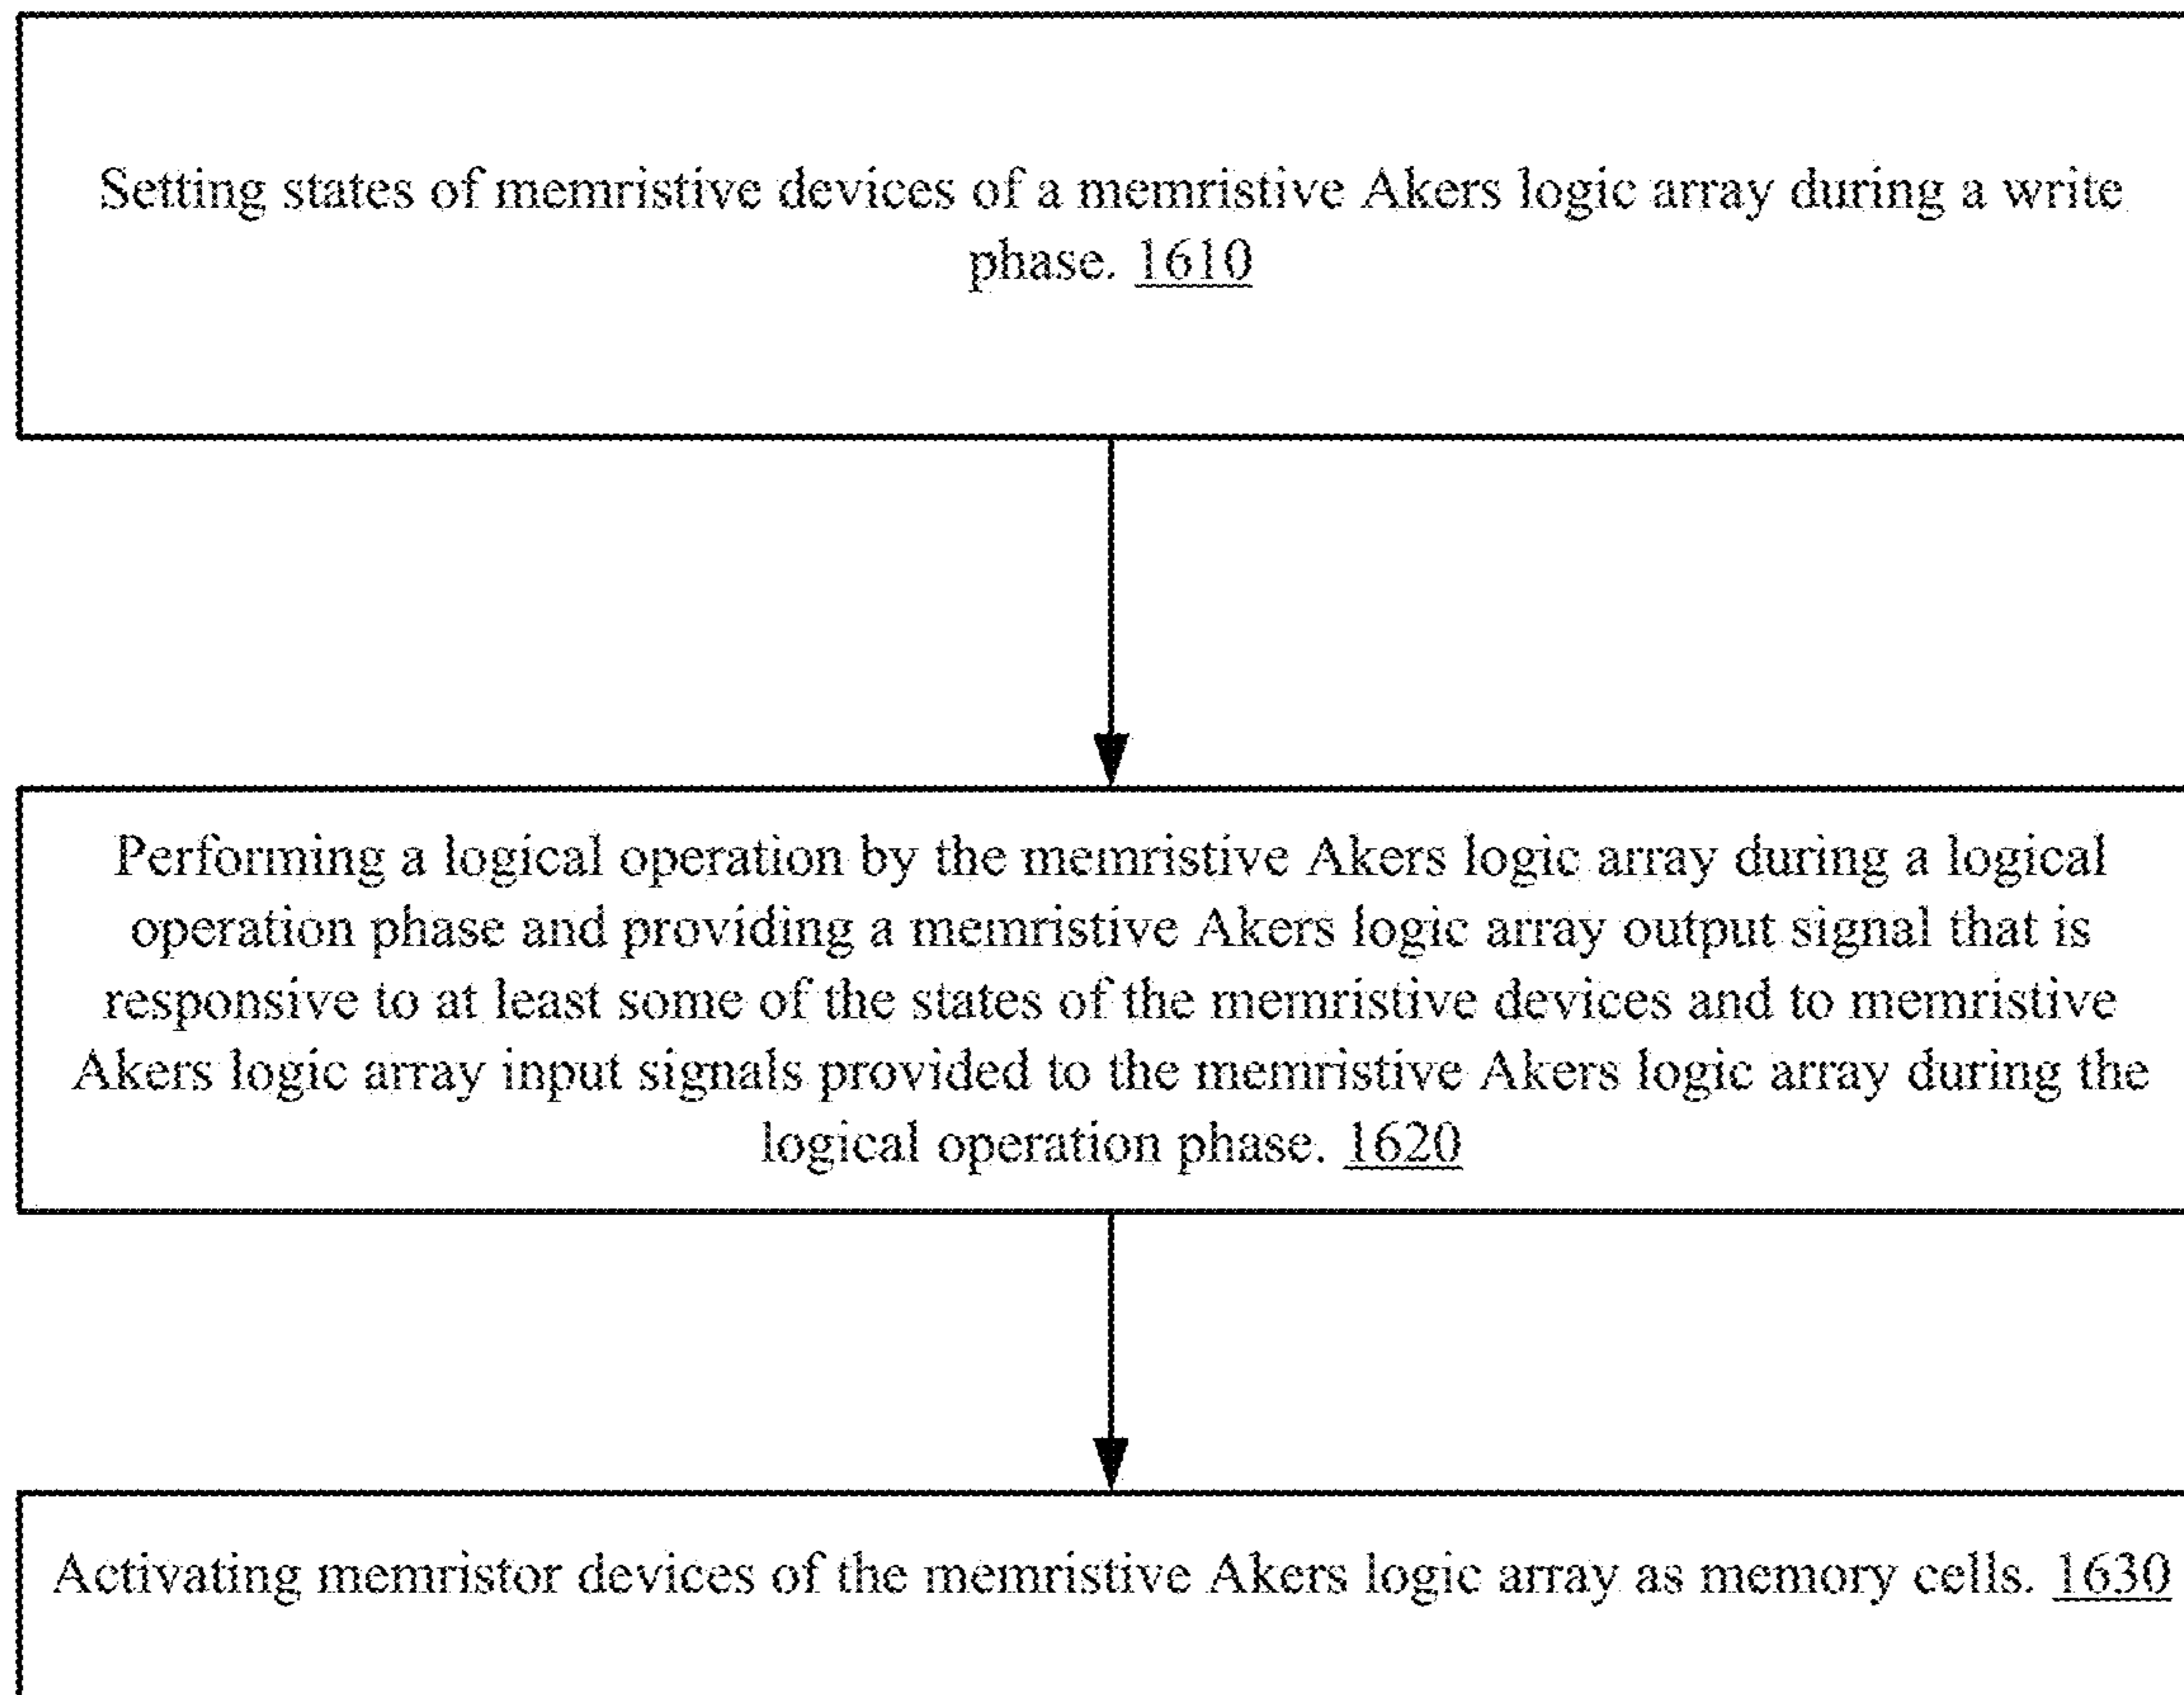 Setting states of memristive devices of a memristive Akers logic array during a write
phase. 1610
Performing a logical operation by the memristive Akers logic array during a logical
operation phase and providing a memristive Akers logic array output signal that is
responsive to at least some of the states of the memristive devices and to memristive
Akers logic array input signals provided to the memristive Akers logic array during the
logical operation phase. 1620
Activating memristor devices of the memristive Akers logic array as memory cells. 1630